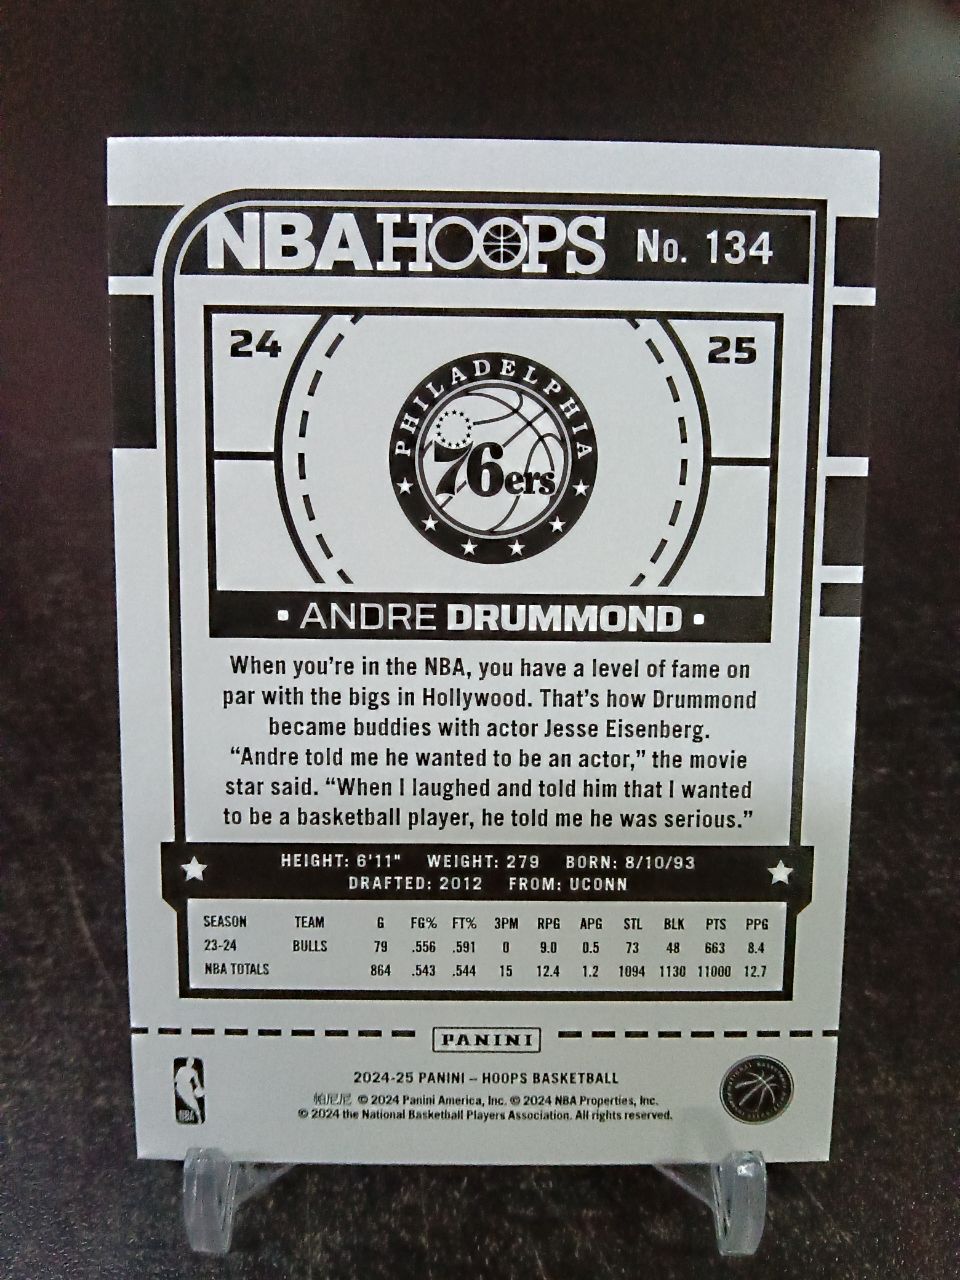 NBA HOOPS No. 134
24 25
PHILADELPHIA
76ers
· ANDRE DRUMMOND ·
When you're in the NBA, you have a level of fame on
par with the bigs in Hollywood. That's how Drummond
became buddies with actor Jesse Eisenberg.
“Andre told me he wanted to be an actor,” the movie
star said. “When I laughed and told him that I wanted
to be a basketball player, he told me he was serious.”
HEIGHT: 6'11" WEIGHT: 279 BORN: 8/10/93
DRAFTED: 2012 FROM: UCONN
SEASON TEAM G FG% FT% 3PM RPG APG STL BLK PTS PPG
23-24 BULLS 79 .556 .591 0 9.0 0.5 73 48 663 8.4
NBA TOTALS 864 .543 .544 15 12.4 1.2 1094 1130 11000 12.7
PANINI
NBA
2024-25 PANINI – HOOPS BASKETBALL
帕尼尼 © 2024 Panini America, Inc. © 2024 NBA Properties, Inc.
© 2024 the National Basketball Players Association. All rights reserved.